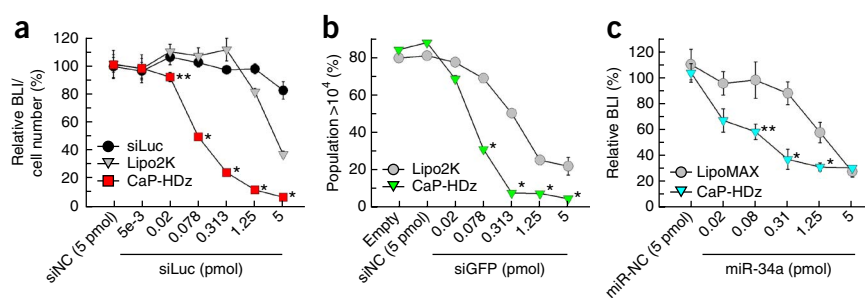 a
Relative BLI/
cell number (%)
120
100
80
60
40
20
0
siLuc
Lipo2K
CaP-HDz
**
*
*
*
*
siNC (5 pmol)
5e-3
0.02
0.078
0.313
1.25
5
siLuc (pmol)
b
Population >10⁴ (%)
100
80
60
40
20
0
Lipo2K
CaP-HDz
*
*
*
*
Empty
siNC (5 pmol)
0.02
0.078
0.313
1.25
5
siGFP (pmol)
c
Relative BLI (%)
120
100
80
60
40
20
0
LipoMAX
CaP-HDz
**
*
*
miR-NC (5 pmol)
0.02
0.08
0.31
1.25
5
miR-34a (pmol)